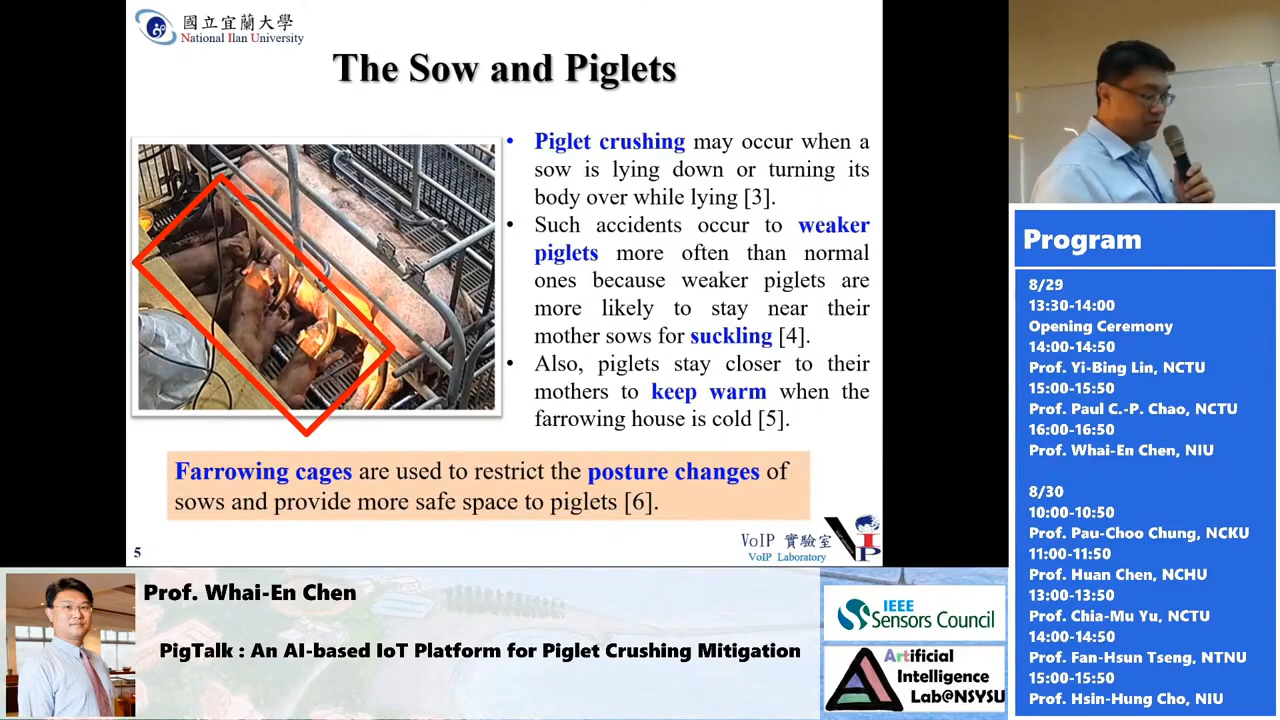 國立宜蘭大學
National Ilan University
The Sow and Piglets
• Piglet crushing may occur when a
sow is lying down or turning its
body over while lying [3].
• Such accidents occur to weaker
piglets more often than normal
ones because weaker piglets are
more likely to stay near their
mother sows for suckling [4].
• Also, piglets stay closer to their
mothers to keep warm when the
farrowing house is cold [5].
Farrowing cages are used to restrict the posture changes of
sows and provide more safe space to piglets [6].
5
VoIP 實驗室
VoIP Laboratory
VIP
Program
8/29
13:30-14:00
Opening Ceremony
14:00-14:50
Prof. Yi-Bing Lin, NCTU
15:00-15:50
Prof. Paul C.-P. Chao, NCTU
16:00-16:50
Prof. Whai-En Chen, NIU
8/30
10:00-10:50
Prof. Pau-Choo Chung, NCKU
11:00-11:50
Prof. Huan Chen, NCHU
13:00-13:50
Prof. Chia-Mu Yu, NCTU
14:00-14:50
Prof. Fan-Hsun Tseng, NTNU
15:00-15:50
Prof. Hsin-Hung Cho, NIU
Prof. Whai-En Chen
PigTalk : An AI-based IoT Platform for Piglet Crushing Mitigation
IEEE
Sensors Council
Artificial
Intelligence
Lab@NSYSU